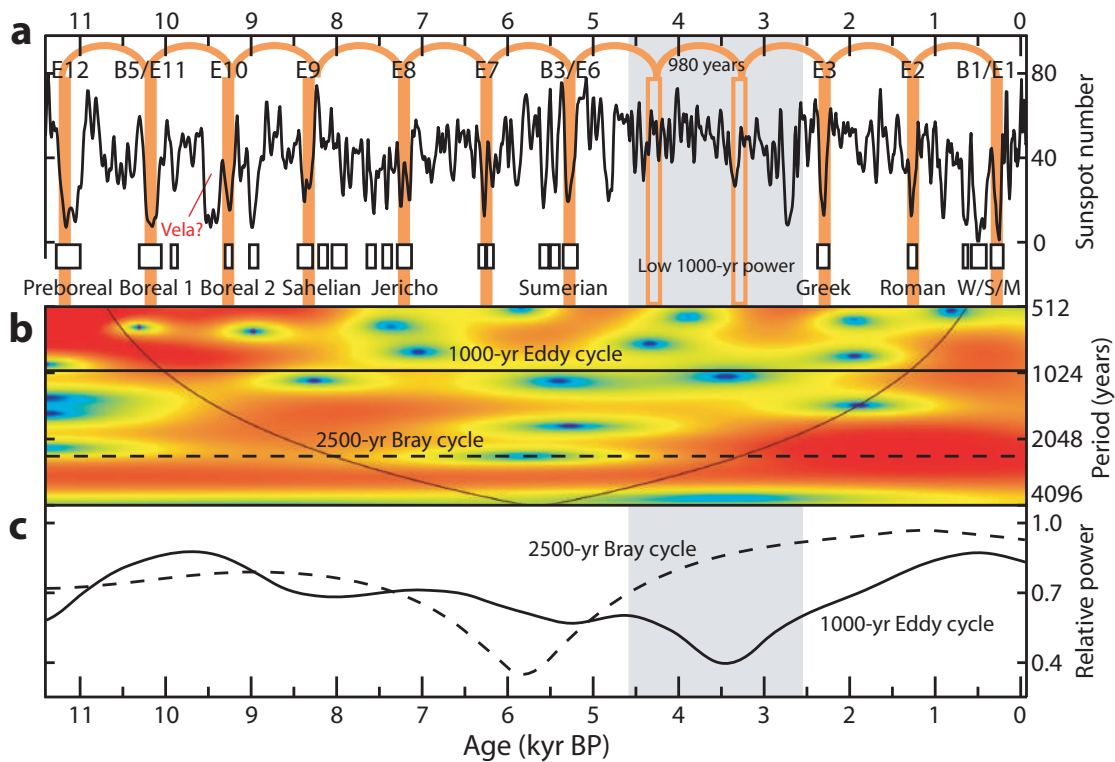 11 10 9 8 7 6 5 4 3 2 1 0
a
E12 B5/E11 E10 E9 E8 E7 B3/E6 980 years E3 E2 B1/E1
80
40
0
Sunspot number
Vela?
Low 1000-yr power
Preboreal Boreal 1 Boreal 2 Sahelian Jericho Sumerian Greek Roman W/S/M
b
512
1024
2048
4096
Period (years)
1000-yr Eddy cycle
2500-yr Bray cycle
c
1.0
0.7
0.4
Relative power
2500-yr Bray cycle
1000-yr Eddy cycle
11 10 9 8 7 6 5 4 3 2 1 0
Age (kyr BP)